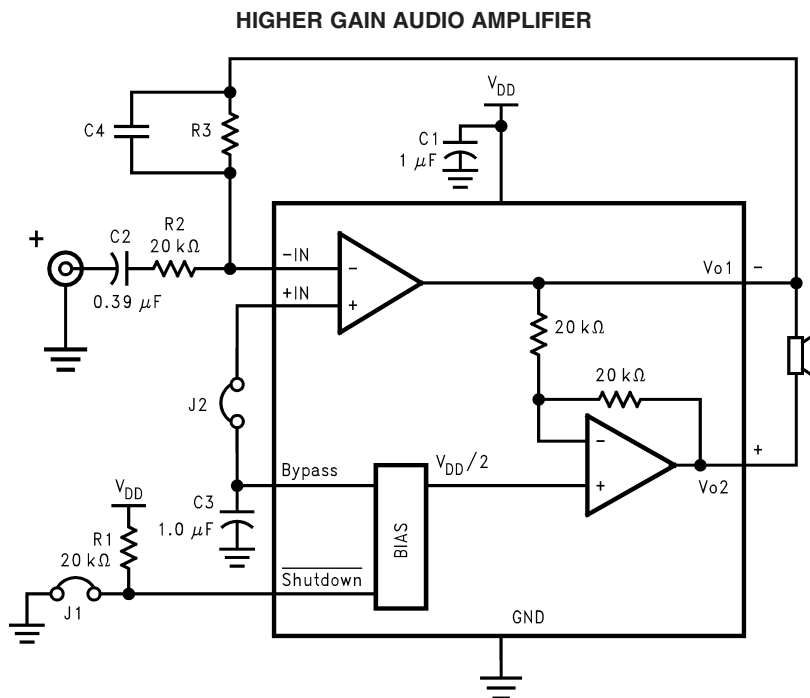 HIGHER GAIN AUDIO AMPLIFIER
V_DD
C4
R3
C1
1 µF
R2
20 kΩ
C2
+
0.39 µF
-IN
-
+IN
+
Vo1
-
20 kΩ
20 kΩ
J2
-
+
Bypass
V_DD/2
+
Vo2
V_DD
C3
1.0 µF
R1
20 kΩ
BIAS
Shutdown
J1
GND